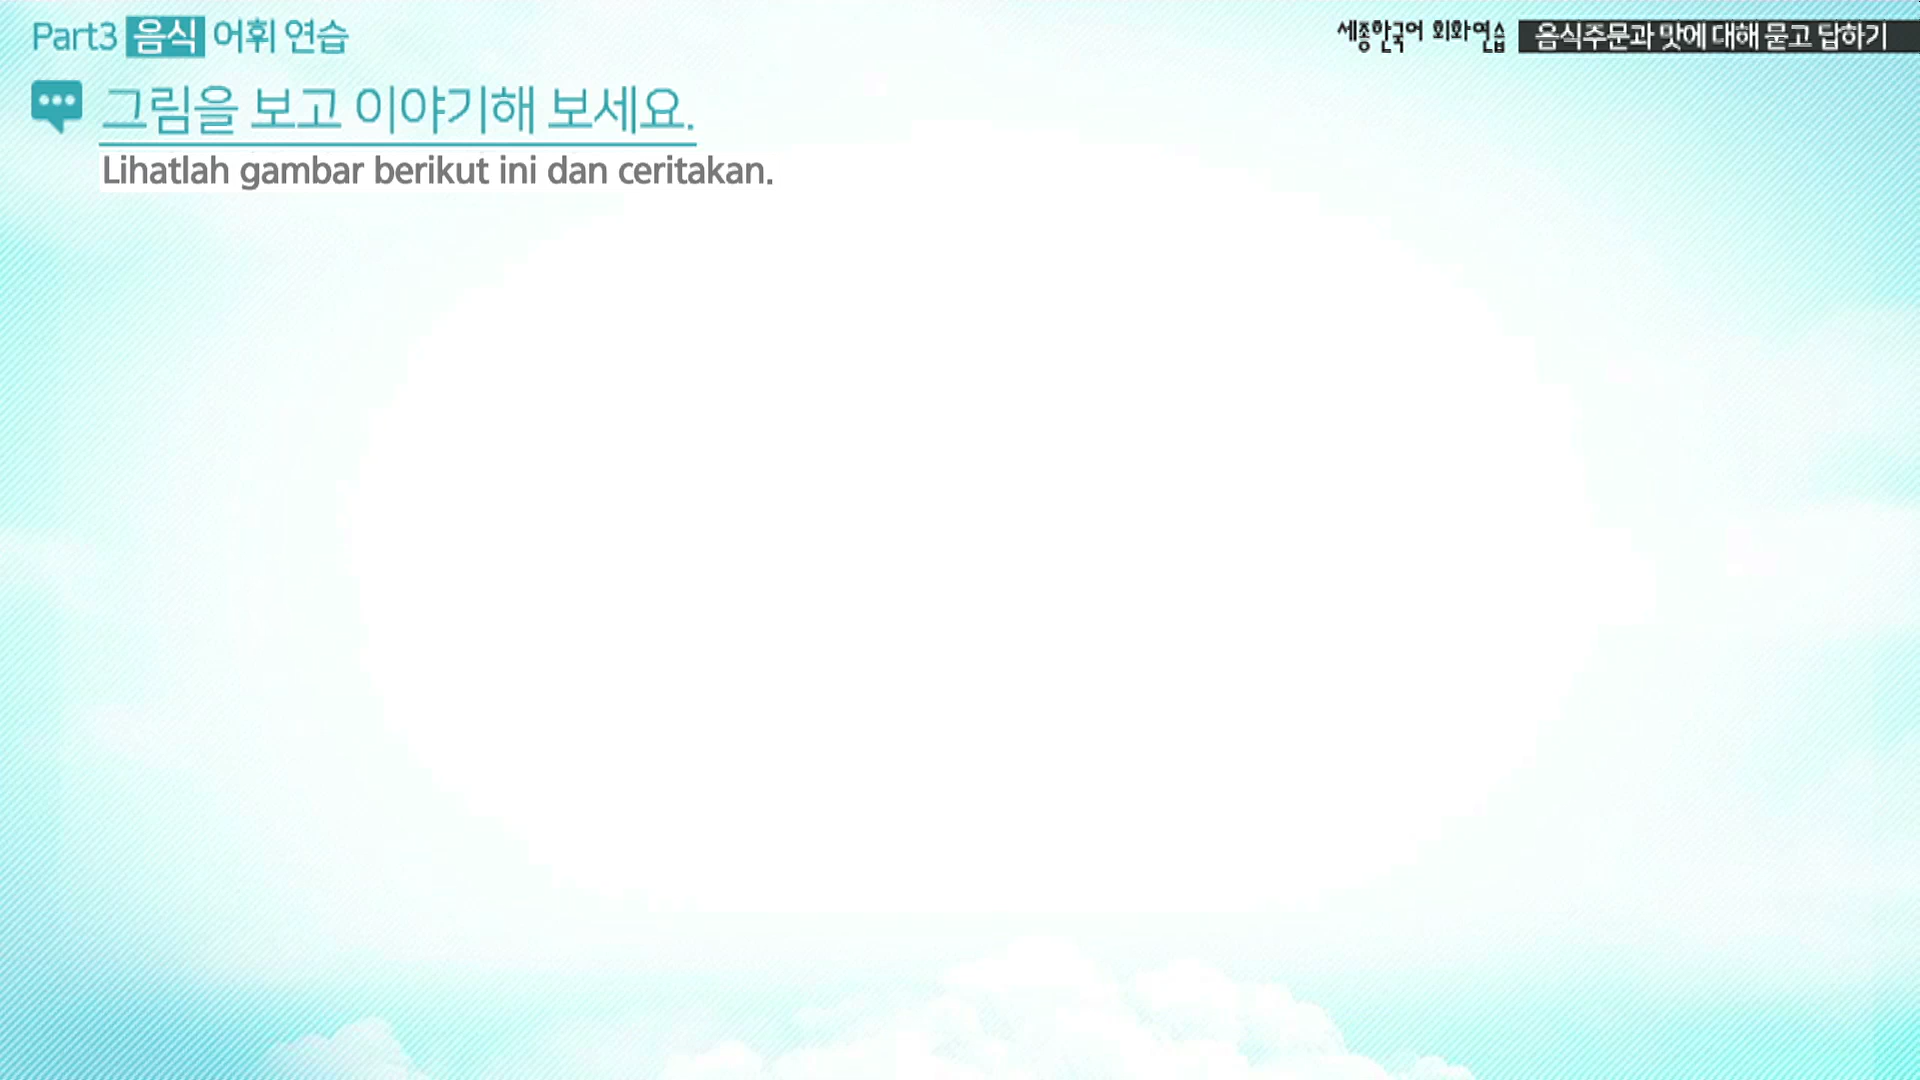 Part3 음식 어휘 연습
세종한국어 회화연습 음식주문과 맛에 대해 묻고 답하기
그림을 보고 이야기해 보세요.
Lihatlah gambar berikut ini dan ceritakan.